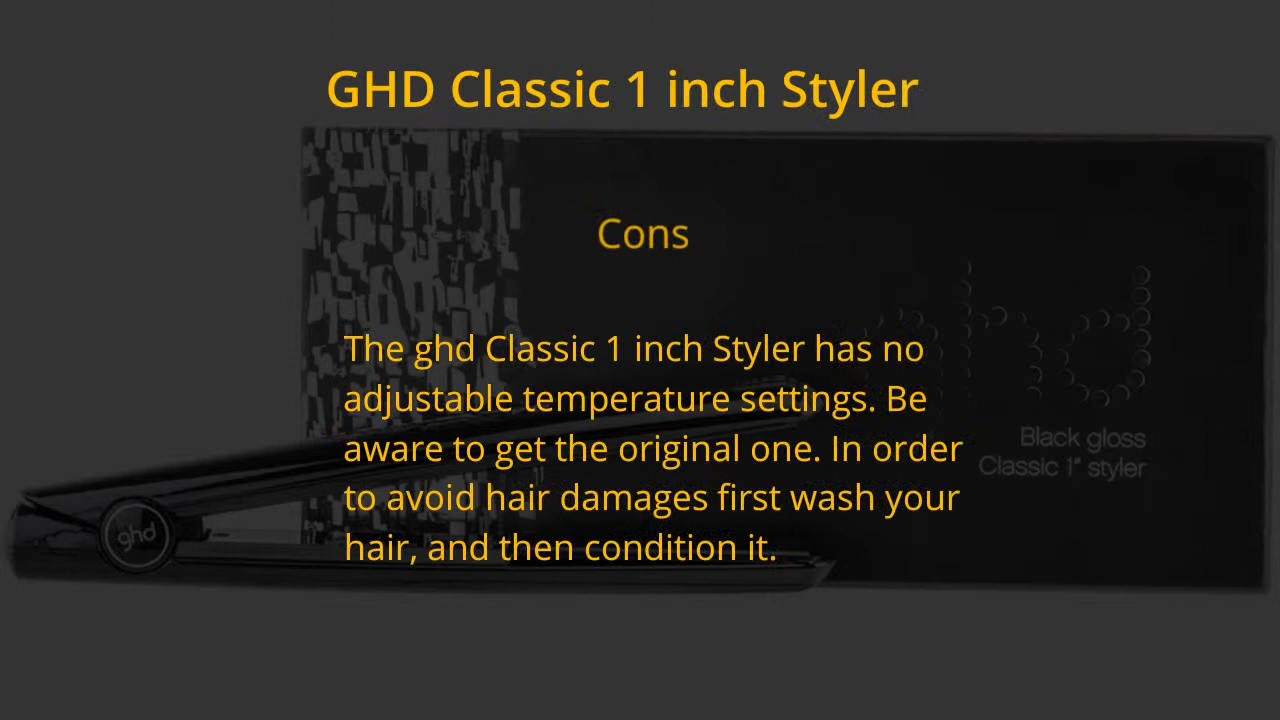 GHD Classic 1 inch Styler
Cons
The ghd Classic 1 inch Styler has no
adjustable temperature settings. Be
aware to get the original one. In order
to avoid hair damages first wash your
hair, and then condition it.
ghd
Black gloss
Classic 1" styler
ghd